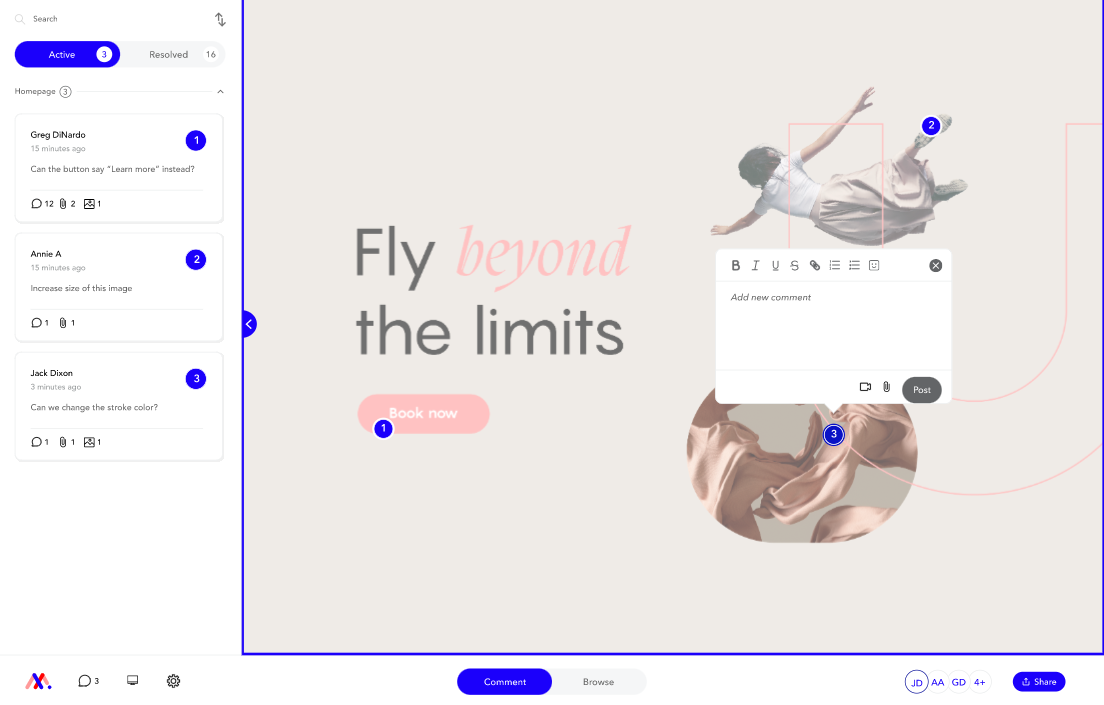 Search
Active 3
Resolved 16
Homepage 3
Greg DiNardo
1
15 minutes ago
Can the button say “Learn more” instead?
12 2 1
Annie A
2
15 minutes ago
Increase size of this image
1 1
Jack Dixon
3
3 minutes ago
Can we change the stroke color?
1 1 1
Fly beyond
the limits
Book now
1
2
B I U S
Add new comment
Post
3
3
Comment
Browse
JD AA GD 4+
Share